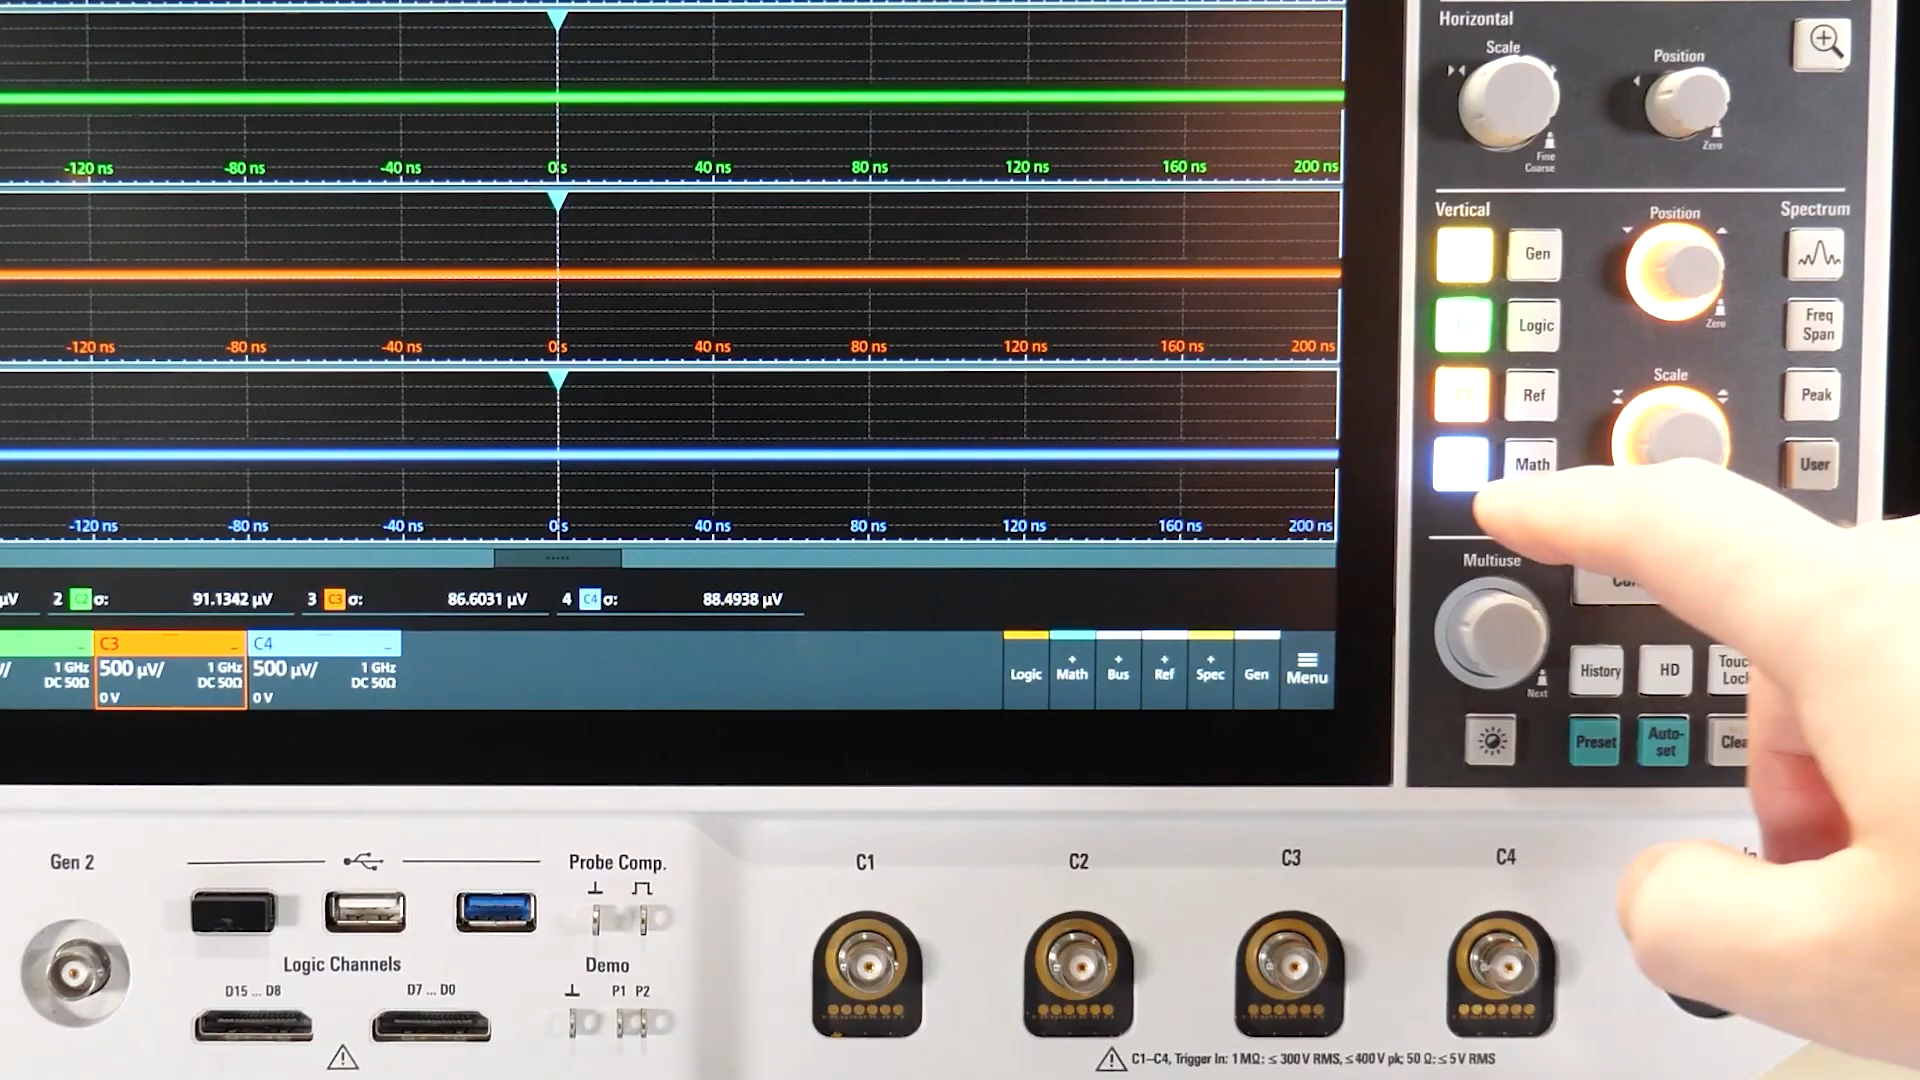 Horizontal
Scale
Position
Fine
Coarse
Zero
-120 ns
-80 ns
-40 ns
0 s
40 ns
80 ns
120 ns
160 ns
200 ns
Vertical
Position
Spectrum
Gen
Zero
Logic
Freq
Span
-120 ns
-80 ns
-40 ns
0 s
40 ns
80 ns
120 ns
160 ns
200 ns
Scale
Ref
Peak
Math
User
-120 ns
-80 ns
-40 ns
0 s
40 ns
80 ns
120 ns
160 ns
200 ns
Multiuse
µV
2 C2 σ: 91.1342 µV
3 C3 σ: 86.6031 µV
4 C4 σ: 88.4938 µV
C3
C4
V/
1 GHz
DC 50Ω
500 µV/
1 GHz
DC 50Ω
0 V
500 µV/
1 GHz
DC 50Ω
0 V
Logic
+
Math
+
Bus
+
Ref
+
Spec
+
Gen
Menu
History
HD
Touch
Lock
Next
Preset
Auto-
set
Clea
Gen 2
Probe Comp.
C1
C2
C3
C4
In
Logic Channels
D15 ... D8
D7 ... D0
Demo
P1 P2
C1–C4, Trigger In: 1 MΩ: ≤ 300 V RMS, ≤ 400 V pk; 50 Ω: ≤ 5 V RMS